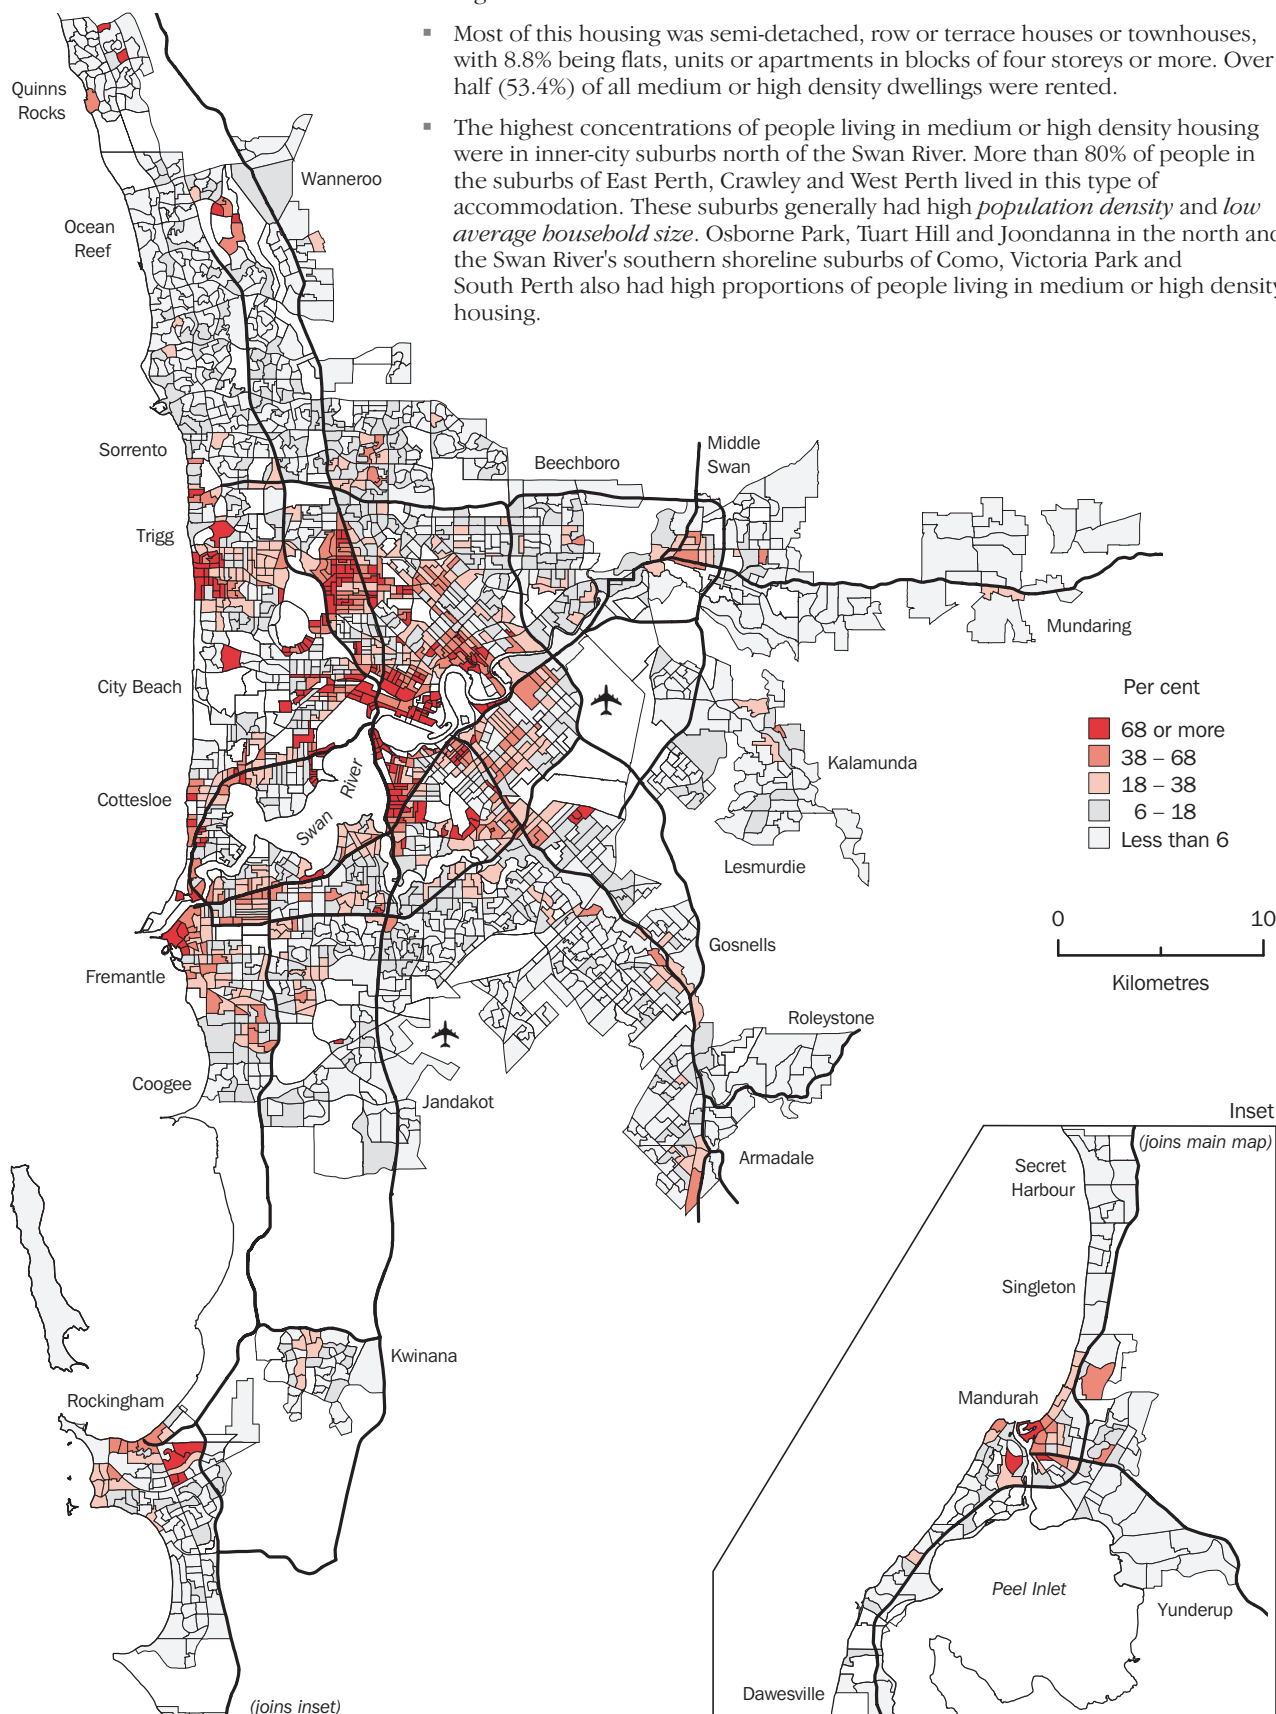 ▪ Most of this housing was semi-detached, row or terrace houses or townhouses,
with 8.8% being flats, units or apartments in blocks of four storeys or more. Over
half (53.4%) of all medium or high density dwellings were rented.
▪ The highest concentrations of people living in medium or high density housing
were in inner-city suburbs north of the Swan River. More than 80% of people in
the suburbs of East Perth, Crawley and West Perth lived in this type of
accommodation. These suburbs generally had high population density and low
average household size. Osborne Park, Tuart Hill and Joondanna in the north and
the Swan River's southern shoreline suburbs of Como, Victoria Park and
South Perth also had high proportions of people living in medium or high density
housing.
Quinns
Rocks
Wanneroo
Ocean
Reef
Sorrento
Beechboro
Middle
Swan
Trigg
Mundaring
City Beach
Per cent
68 or more
38 – 68
18 – 38
6 – 18
Less than 6
Kalamunda
Cottesloe
Swan River
Lesmurdie
0 10
Kilometres
Gosnells
Fremantle
Roleystone
Coogee
Jandakot
Armadale
Inset
(joins main map)
Secret
Harbour
Singleton
Kwinana
Rockingham
Mandurah
Peel Inlet
Yunderup
Dawesville
(joins inset)